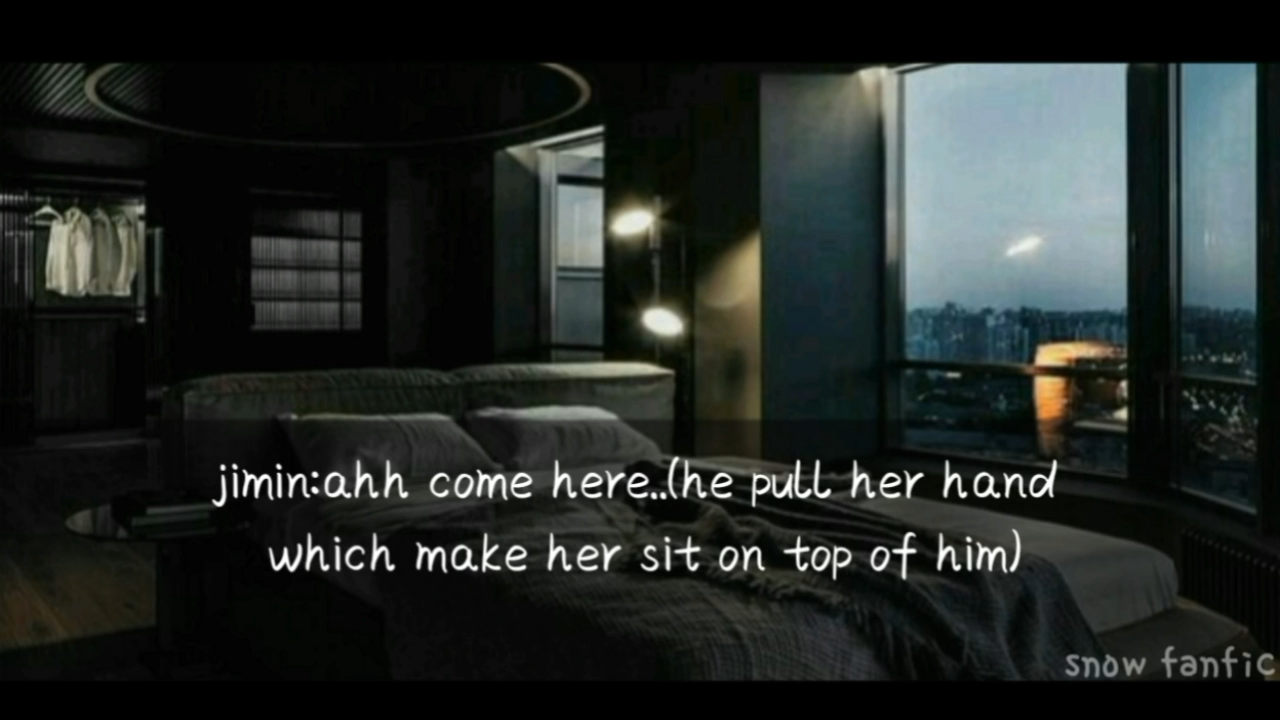 jimin:ahh come here..(he pull her hand
which make her sit on top of him)
snow fanfic